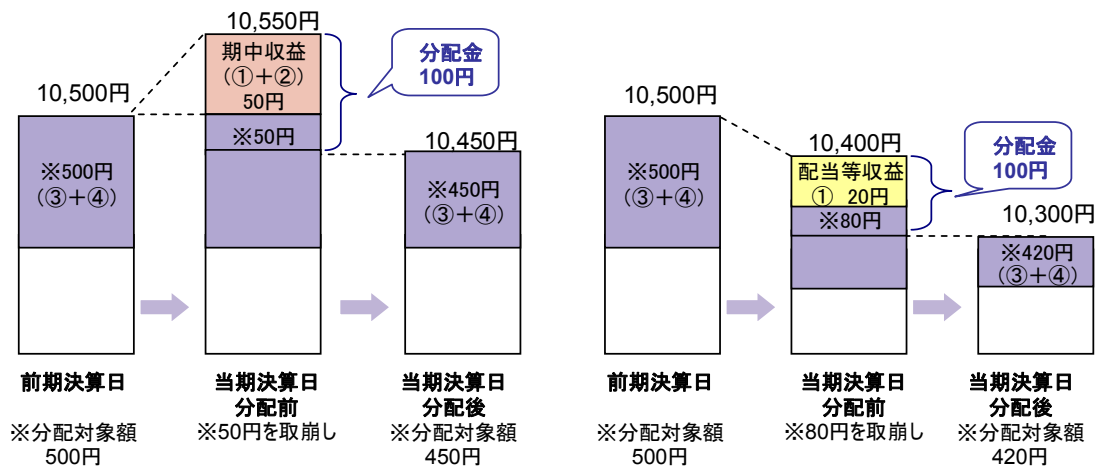 10,550円
期中収益
(①+②)
50円
分配金
100円
10,500円
※50円
10,450円
※500円
(③+④)
※450円
(③+④)
前期決算日
当期決算日
分配前
当期決算日
分配後
※分配対象額
500円
※50円を取崩し
※分配対象額
450円
10,500円
10,400円
分配金
100円
※500円
(③+④)
配当等収益
① 20円
※80円
10,300円
※420円
(③+④)
前期決算日
当期決算日
分配前
当期決算日
分配後
※分配対象額
500円
※80円を取崩し
※分配対象額
420円